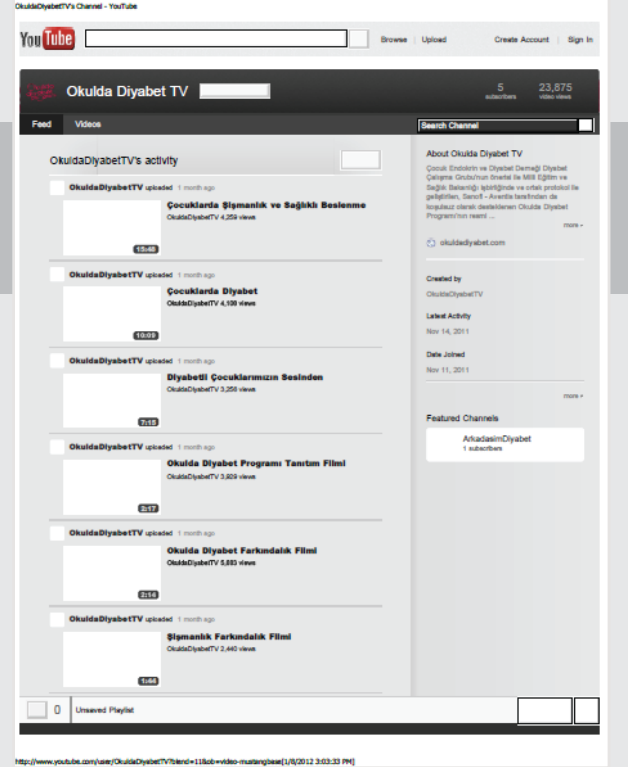 OkuldaDiyabetTV's Channel - YouTube
YouTube
Browse Upload Create Account Sign In
Okulda Diyabet TV
5
subscribers
23,875
video views
Feed Videos
Search Channel
OkuldaDiyabetTV's activity
OkuldaDiyabetTV uploaded 1 month ago
Çocuklarda Şişmanlık ve Sağlıklı Beslenme
OkuldaDiyabetTV 4,259 views
15:48
OkuldaDiyabetTV uploaded 1 month ago
Çocuklarda Diyabet
OkuldaDiyabetTV 4,108 views
10:09
OkuldaDiyabetTV uploaded 1 month ago
Diyabetli Çocuklarımızın Sesinden
OkuldaDiyabetTV 3,250 views
7:15
OkuldaDiyabetTV uploaded 1 month ago
Okulda Diyabet Programı Tanıtım Filmi
OkuldaDiyabetTV 3,929 views
2:17
OkuldaDiyabetTV uploaded 1 month ago
Okulda Diyabet Farkındalık Filmi
OkuldaDiyabetTV 5,893 views
2:14
OkuldaDiyabetTV uploaded 1 month ago
Şişmanlık Farkındalık Filmi
OkuldaDiyabetTV 2,440 views
1:44
About Okulda Diyabet TV
Çocuk Endokrin ve Diyabet Derneği Diyabet
Çalışma Grubu'nun önerisi ile Milli Eğitim ve
Sağlık Bakanlığı işbirliğinde ve ortak protokol ile
geliştirilen, Sanofi - Aventis tarafından da
koşulsuz olarak desteklenen Okulda Diyabet
Programı'nın resmi ...
more
okuldadiyabet.com
Created by
OkuldaDiyabetTV
Latest Activity
Nov 14, 2011
Date Joined
Nov 11, 2011
more
Featured Channels
ArkadasimDiyabet
1 subscribers
0 Unsaved Playlist
http://www.youtube.com/user/OkuldaDiyabetTV?blend=11&ob=video-mustangbase[1/8/2012 3:03:33 PM]